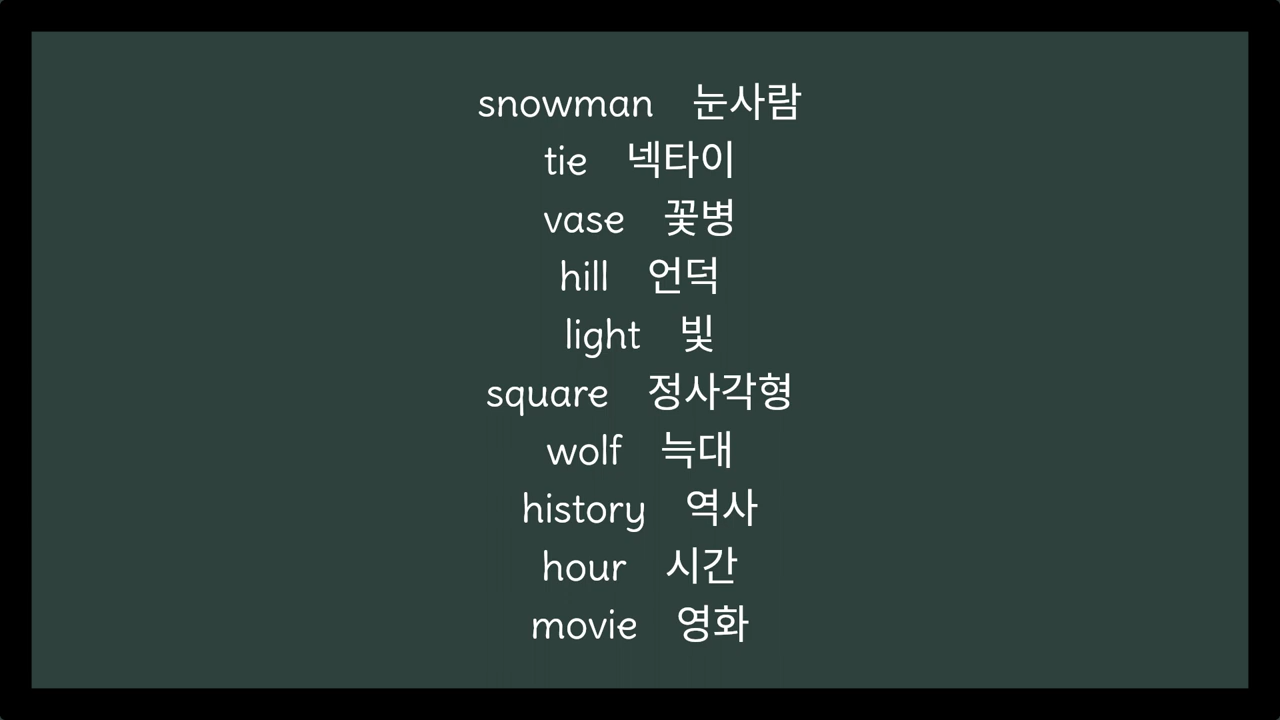 snowman 눈사람
tie 넥타이
vase 꽃병
hill 언덕
light 빛
square 정사각형
wolf 늑대
history 역사
hour 시간
movie 영화